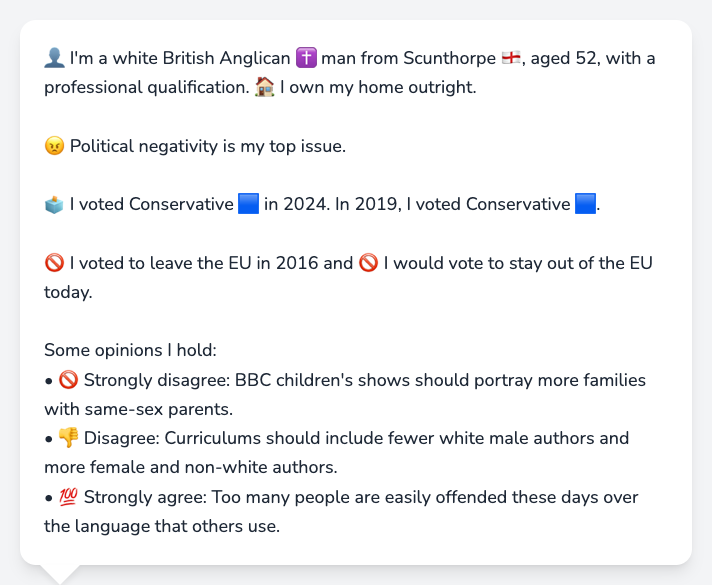 👤 I'm a white British Anglican ✝️ man from Scunthorpe 🏴󠁧󠁢󠁥󠁮󠁧󠁿, aged 52, with a
professional qualification. 🏠 I own my home outright.
😠 Political negativity is my top issue.
🗳️ I voted Conservative 🟦 in 2024. In 2019, I voted Conservative 🟦.
🚫 I voted to leave the EU in 2016 and 🚫 I would vote to stay out of the EU
today.
Some opinions I hold:
• 🚫 Strongly disagree: BBC children's shows should portray more families
with same-sex parents.
• 👎 Disagree: Curriculums should include fewer white male authors and
more female and non-white authors.
• 💯 Strongly agree: Too many people are easily offended these days over
the language that others use.